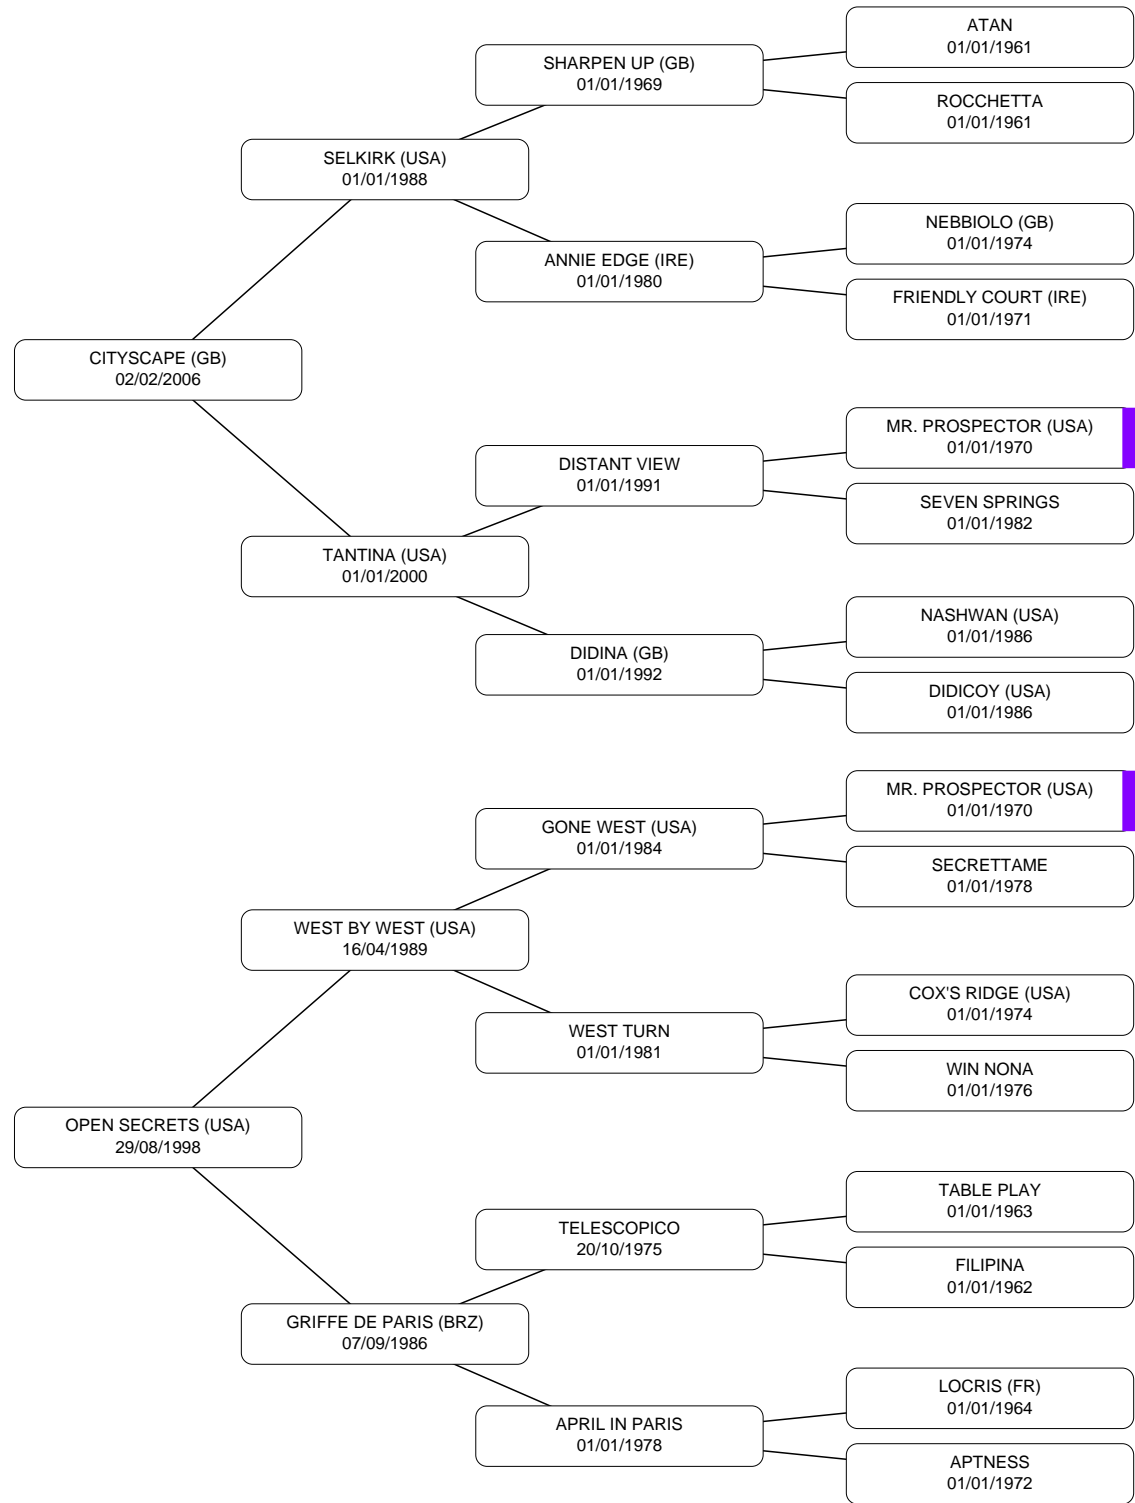 ATAN
01/01/1961
SHARPEN UP (GB)
01/01/1969
ROCCHETTA
01/01/1961
SELKIRK (USA)
01/01/1988
NEBBIOLO (GB)
01/01/1974
ANNIE EDGE (IRE)
01/01/1980
FRIENDLY COURT (IRE)
01/01/1971
CITYSCAPE (GB)
02/02/2006
MR. PROSPECTOR (USA)
01/01/1970
DISTANT VIEW
01/01/1991
SEVEN SPRINGS
01/01/1982
TANTINA (USA)
01/01/2000
NASHWAN (USA)
01/01/1986
DIDINA (GB)
01/01/1992
DIDICOY (USA)
01/01/1986
MR. PROSPECTOR (USA)
01/01/1970
GONE WEST (USA)
01/01/1984
SECRETTAME
01/01/1978
WEST BY WEST (USA)
16/04/1989
COX'S RIDGE (USA)
01/01/1974
WEST TURN
01/01/1981
WIN NONA
01/01/1976
OPEN SECRETS (USA)
29/08/1998
TABLE PLAY
01/01/1963
TELESCOPICO
20/10/1975
FILIPINA
01/01/1962
GRIFFE DE PARIS (BRZ)
07/09/1986
LOCRIS (FR)
01/01/1964
APRIL IN PARIS
01/01/1978
APTNESS
01/01/1972